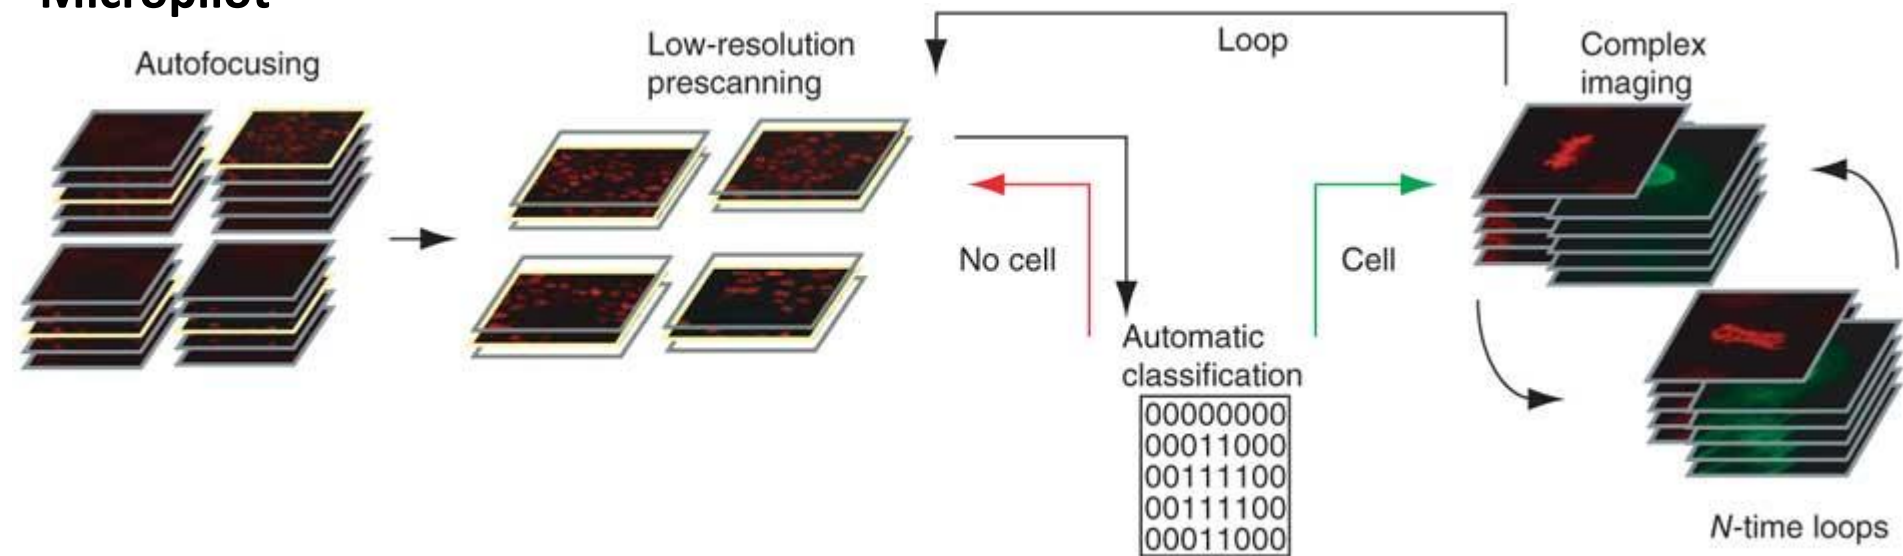 Micropilot
Autofocusing
Low-resolution
prescanning
Loop
Complex
imaging
No cell
Cell
Automatic
classification
00000000
00011000
00111100
00111100
00011000
N-time loops